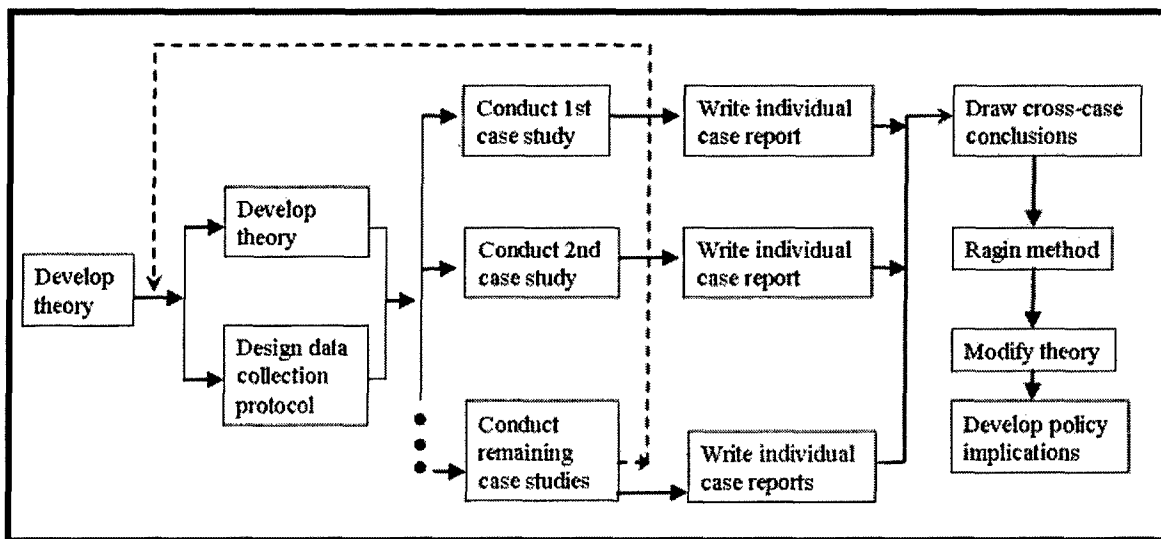 Develop
theory
Develop
theory
Design data
collection
protocol
Conduct 1st
case study
Conduct 2nd
case study
Conduct
remaining
case studies
Write individual
case report
Write individual
case report
Write individual
case reports
Draw cross-case
conclusions
Ragin method
Modify theory
Develop policy
implications